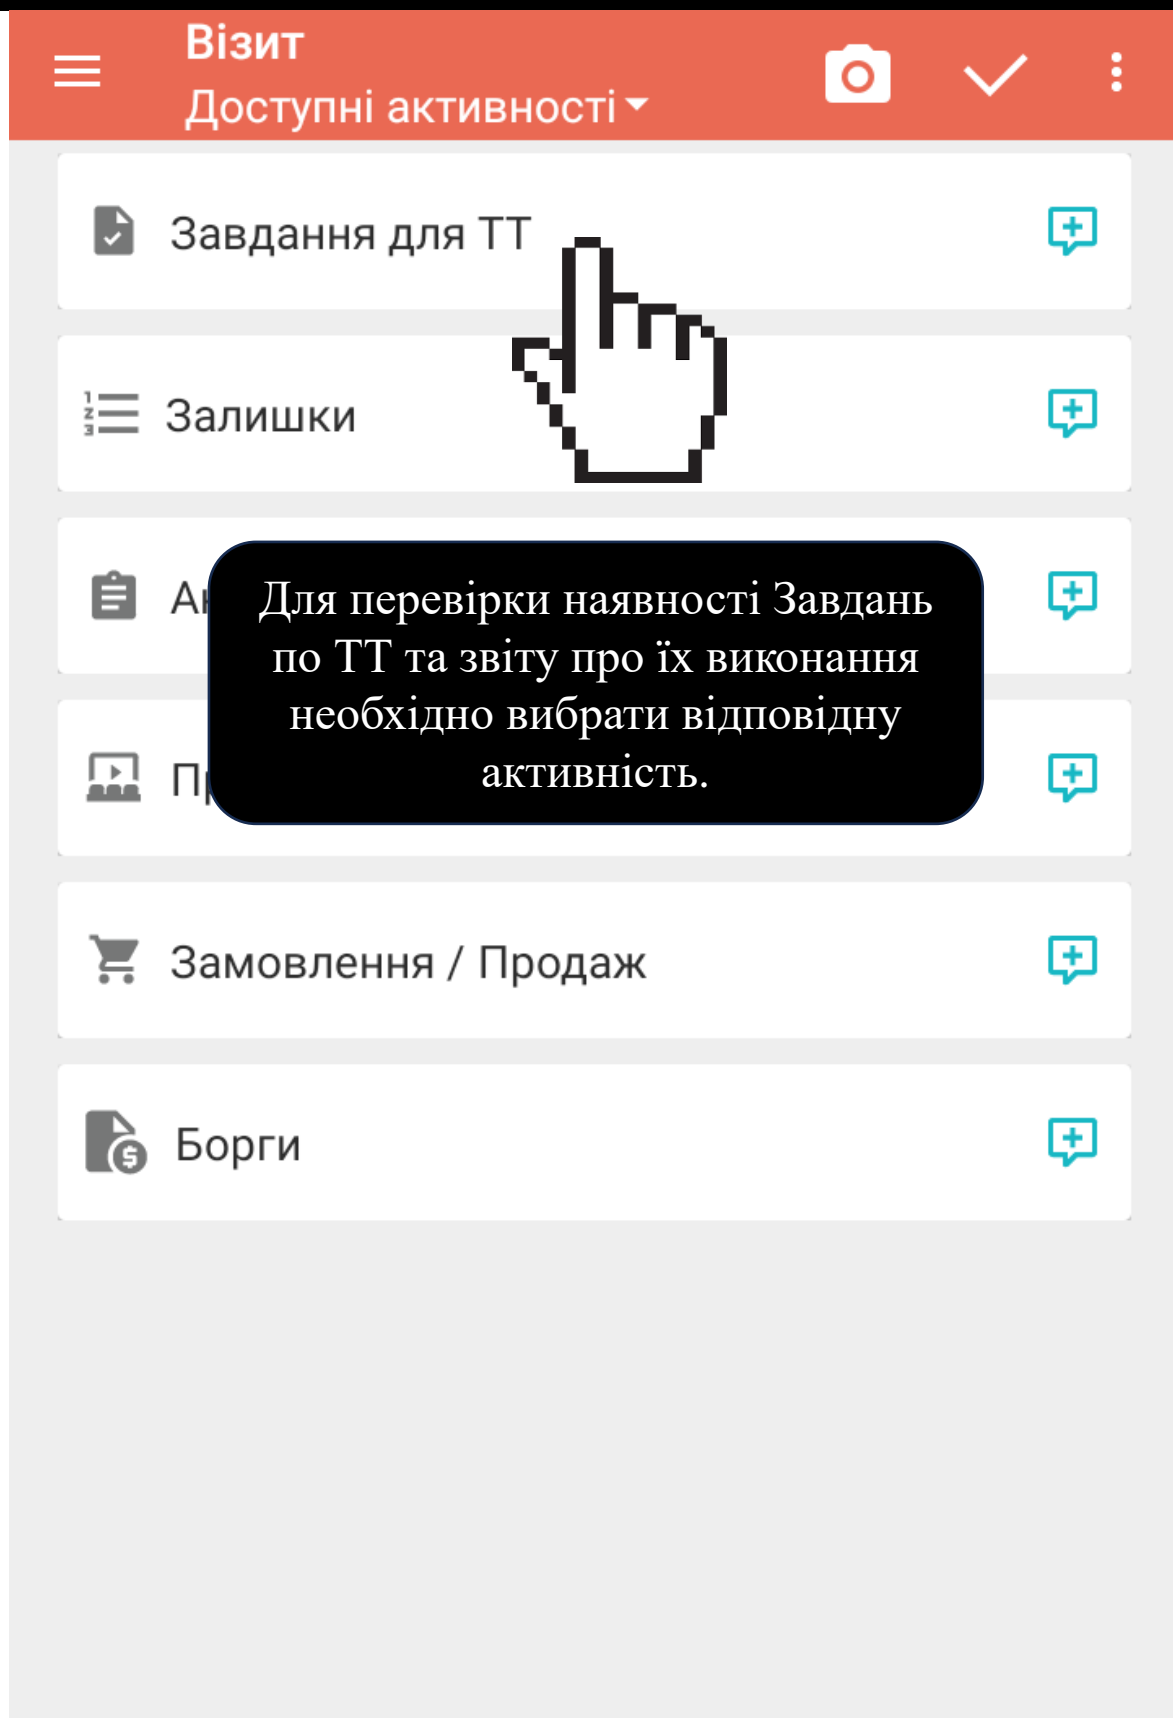 Візит
Доступні активності
Завдання для ТТ
Залишки
Для перевірки наявності Завдань
по ТТ та звіту про їх виконання
необхідно вибрати відповідну
активність.
Замовлення / Продаж
Борги